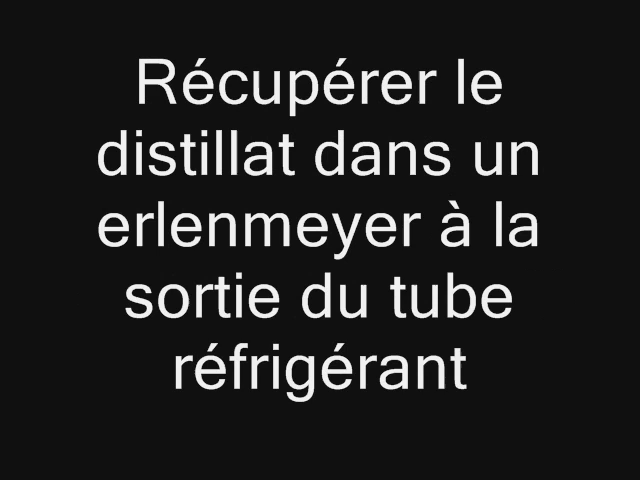 Récupérer le
distillat dans un
erlenmeyer à la
sortie du tube
réfrigérant